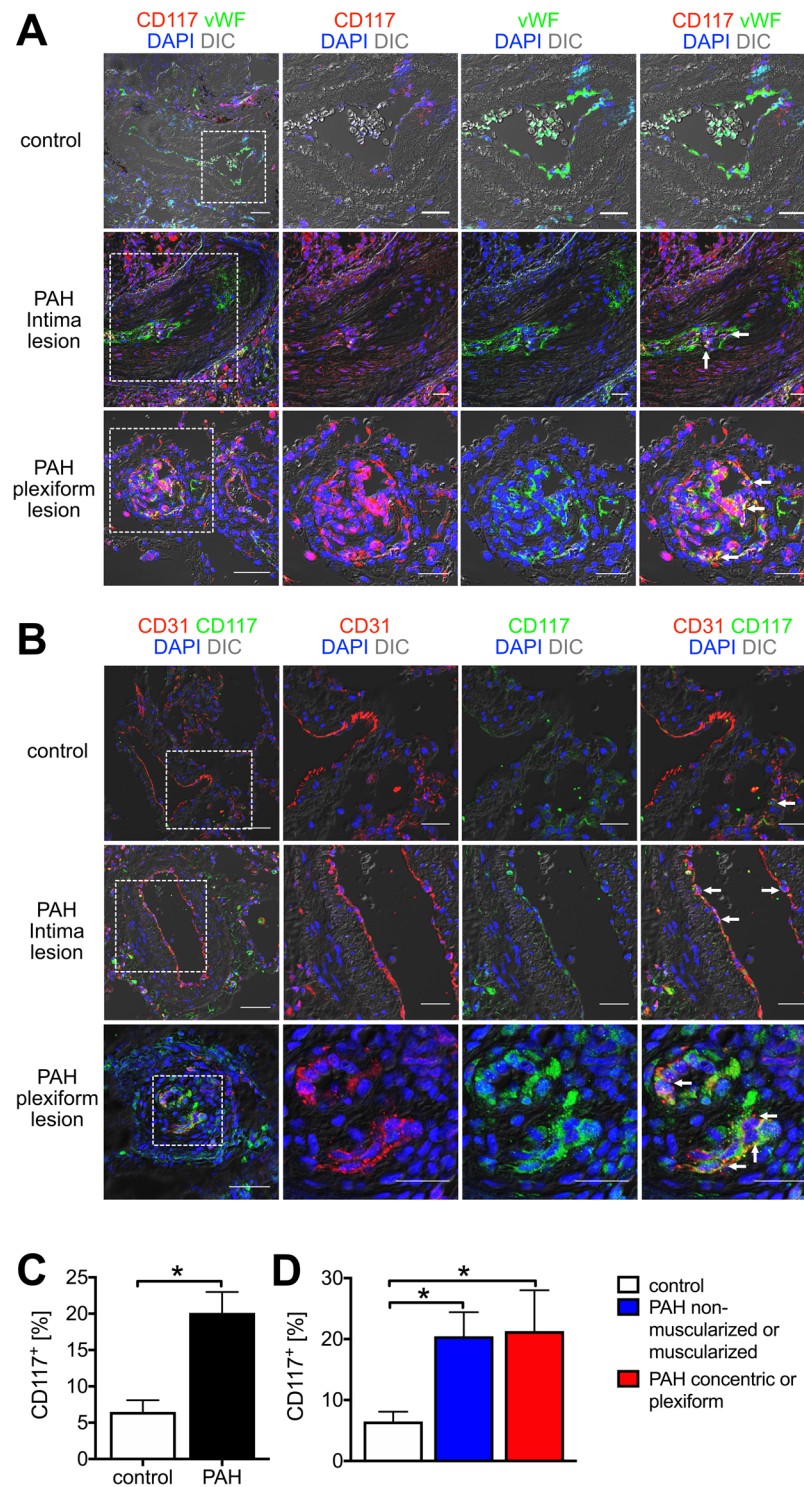 A
CD117 vWF
DAPI DIC
CD117
DAPI DIC
vWF
DAPI DIC
CD117 vWF
DAPI DIC
control
PAH
Intima
lesion
PAH
plexiform
lesion
B
CD31 CD117
DAPI DIC
CD31
DAPI DIC
CD117
DAPI DIC
CD31 CD117
DAPI DIC
control
PAH
Intima
lesion
PAH
plexiform
lesion
C
CD117+ [%]
25
20
15
10
5
0
*
control
PAH
D
CD117+ [%]
30
20
10
0
*
*
control
PAH non-
muscularized or
muscularized
PAH concentric or
plexiform